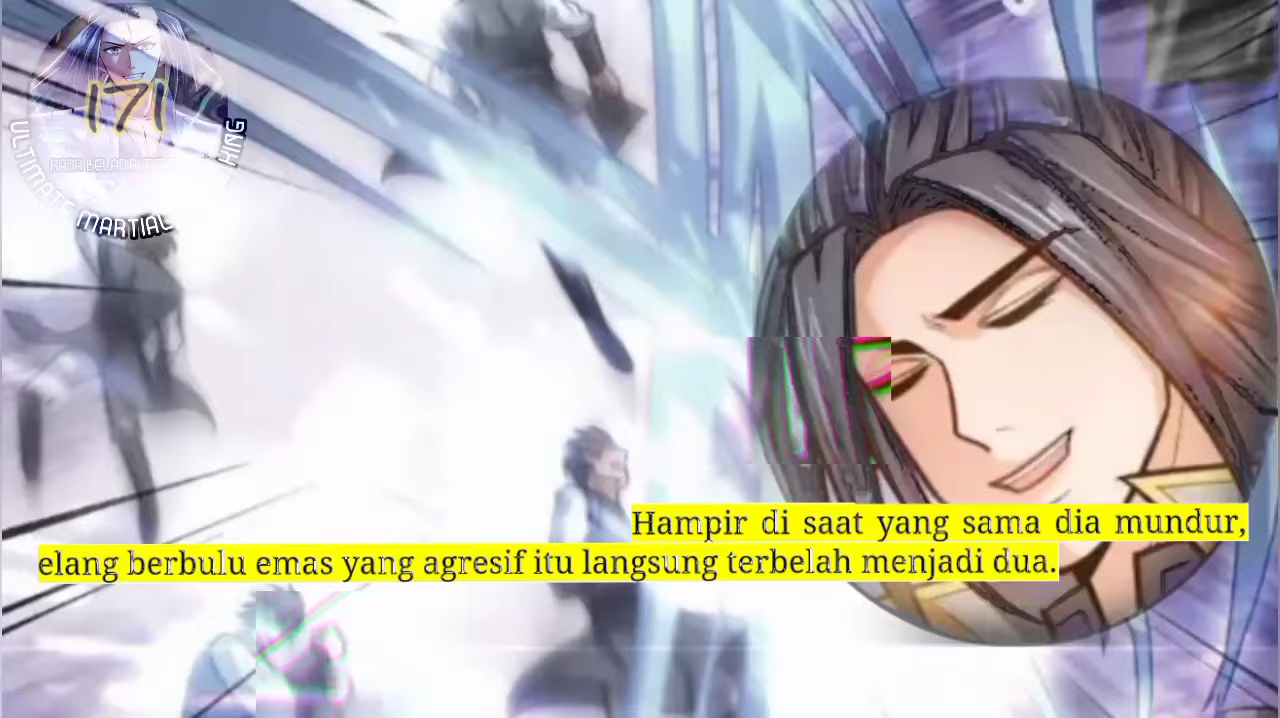 171
ULTIMATE MARTIAL KING
Hampir di saat yang sama dia mundur,
elang berbulu emas yang agresif itu langsung terbelah menjadi dua.